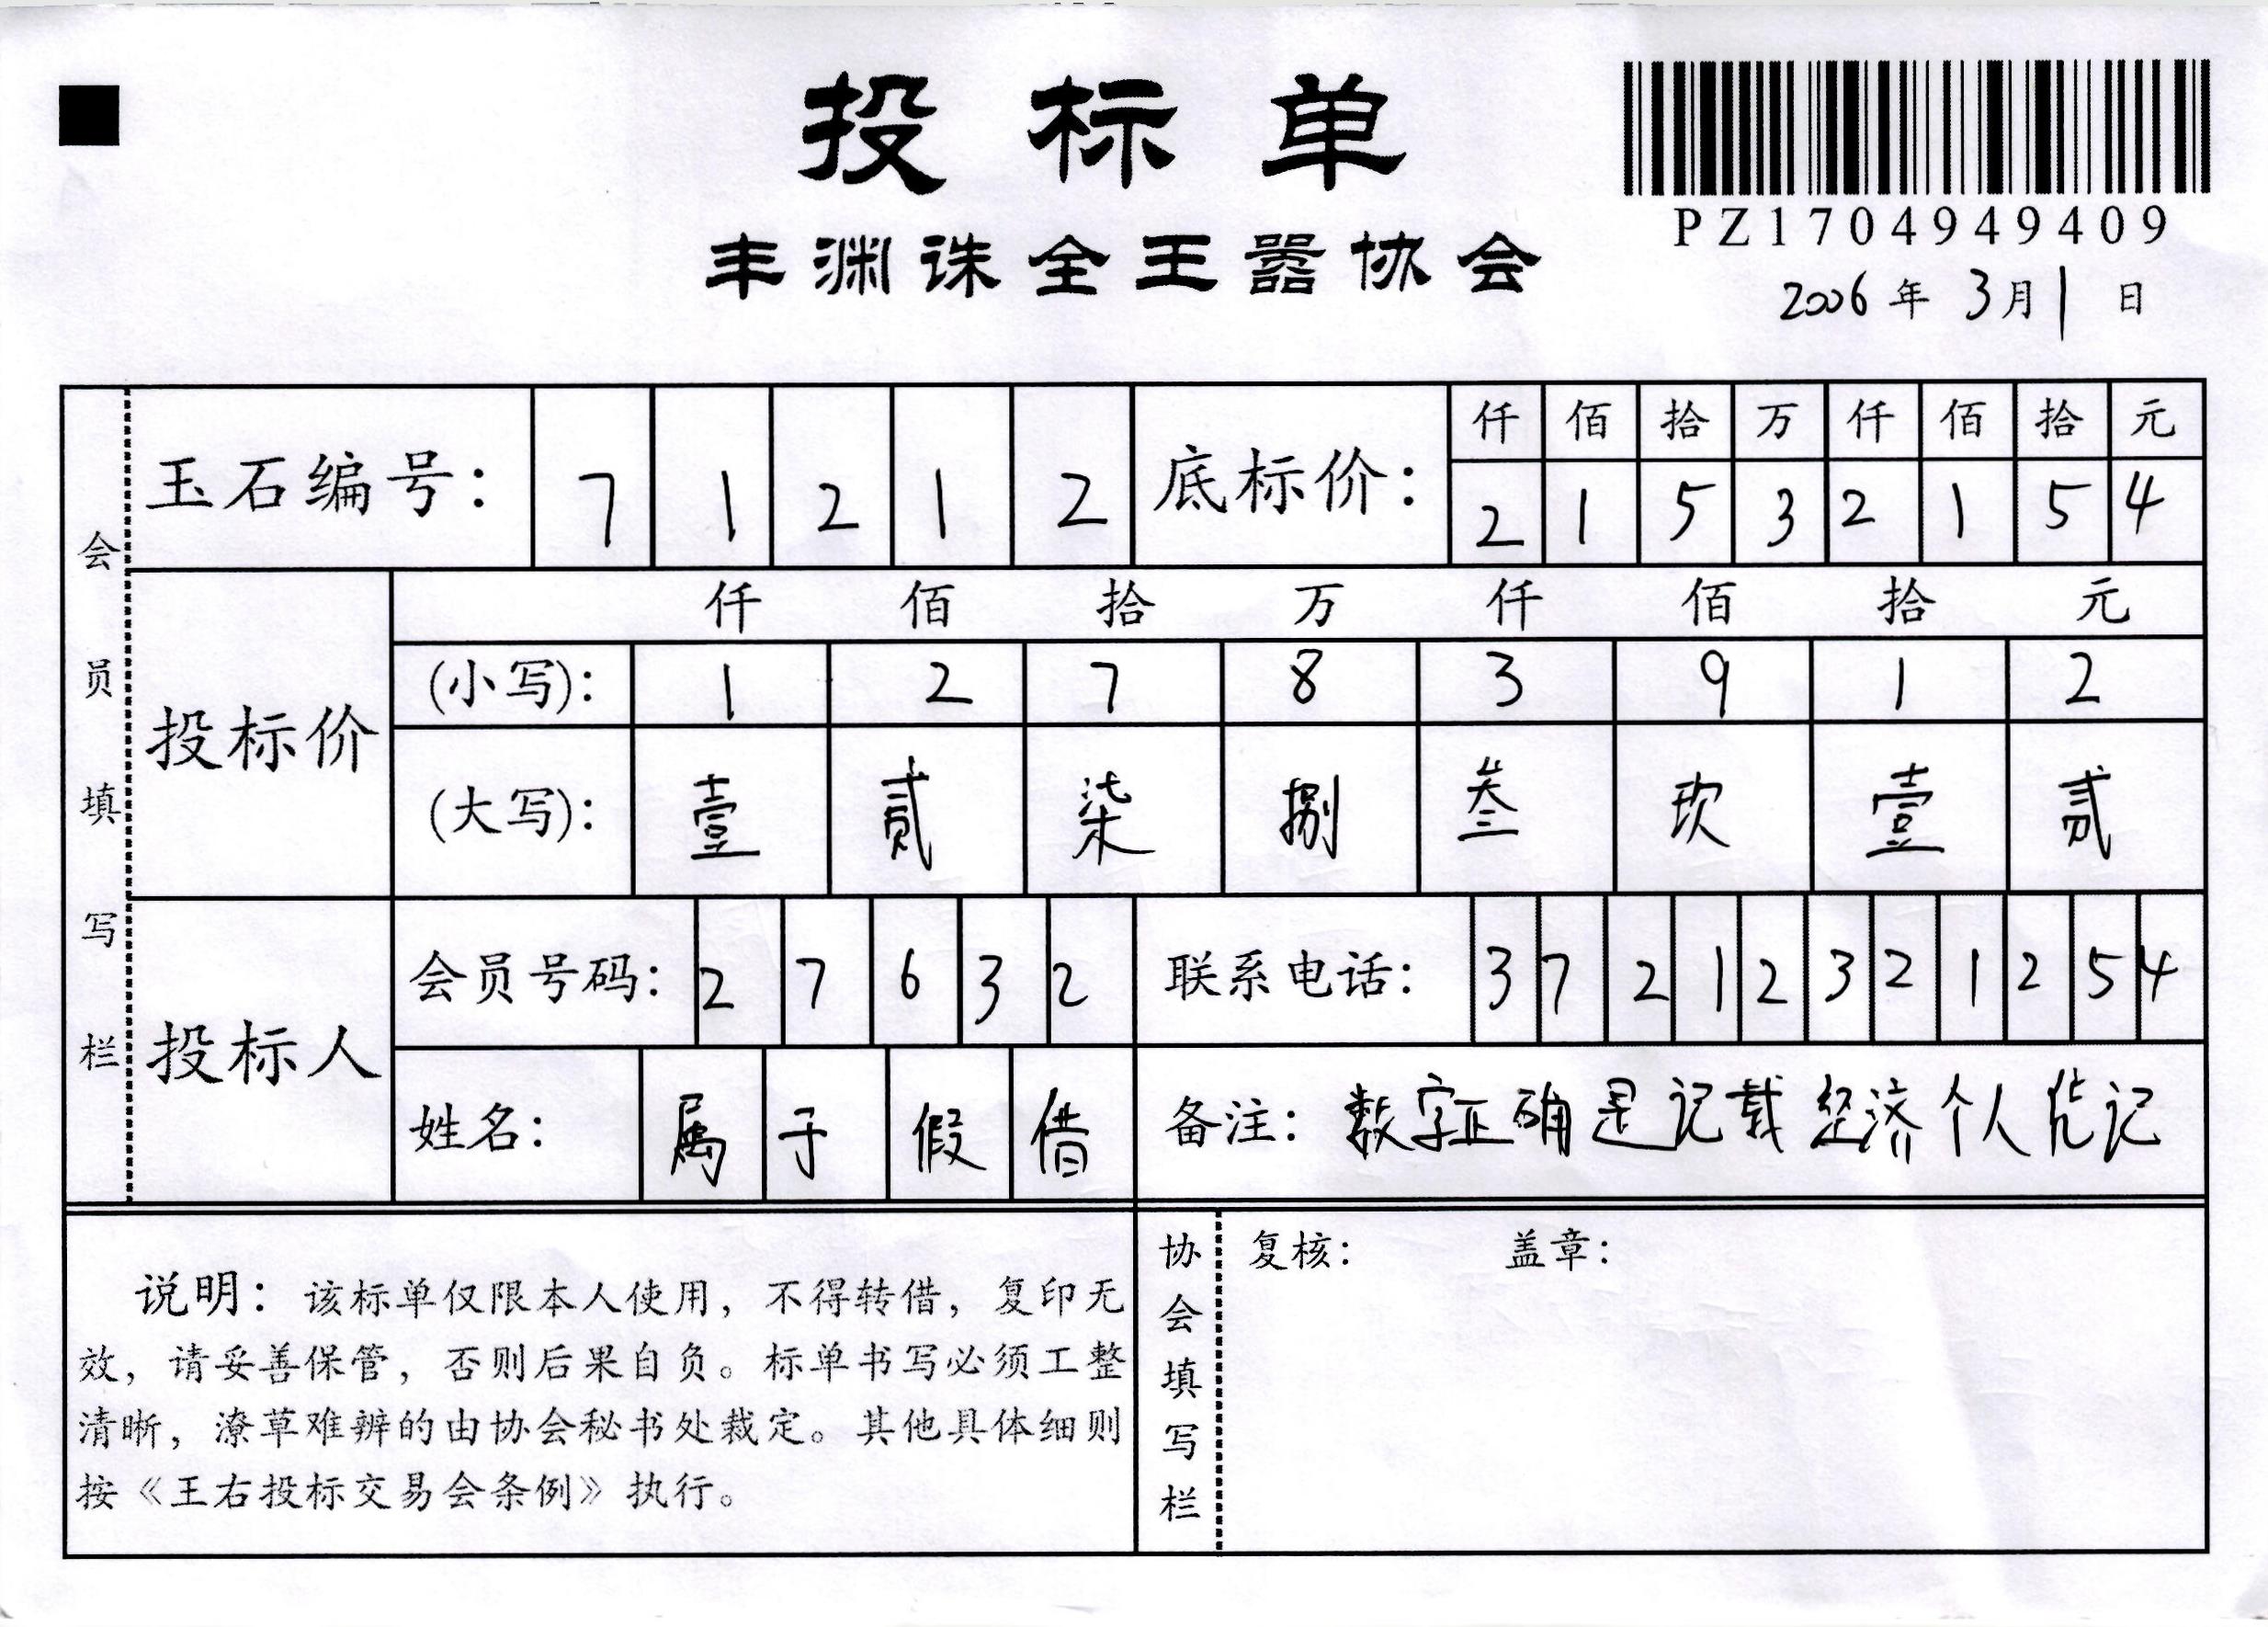 投标单
PZ1704949409
丰渊诛全王嚣协会
2006年3月1日
会员填写栏
玉石编号: 7 1 2 1 2
底标价: 仟 佰 拾 万 仟 佰 拾 元
2 1 5 3 2 1 5 4
投标价
仟 佰 拾 万 仟 佰 拾 元
(小写): 1 2 7 8 3 9 1 2
(大写): 壹 贰 柒 捌 叁 玖 壹 贰
投标人
会员号码: 2 7 6 3 2
联系电话: 3 7 2 1 2 3 2 1 2 5 4
姓名: 属于假借
备注: 数字正确是记载经济个人凭记
说明: 该标单仅限本人使用, 不得转借, 复印无
效, 请妥善保管, 否则后果自负。标单书写必须工整
清晰, 潦草难辨的由协会秘书处裁定。其他具体细则
按《王右投标交易会条例》执行。
协会填写栏
复核: 盖章: